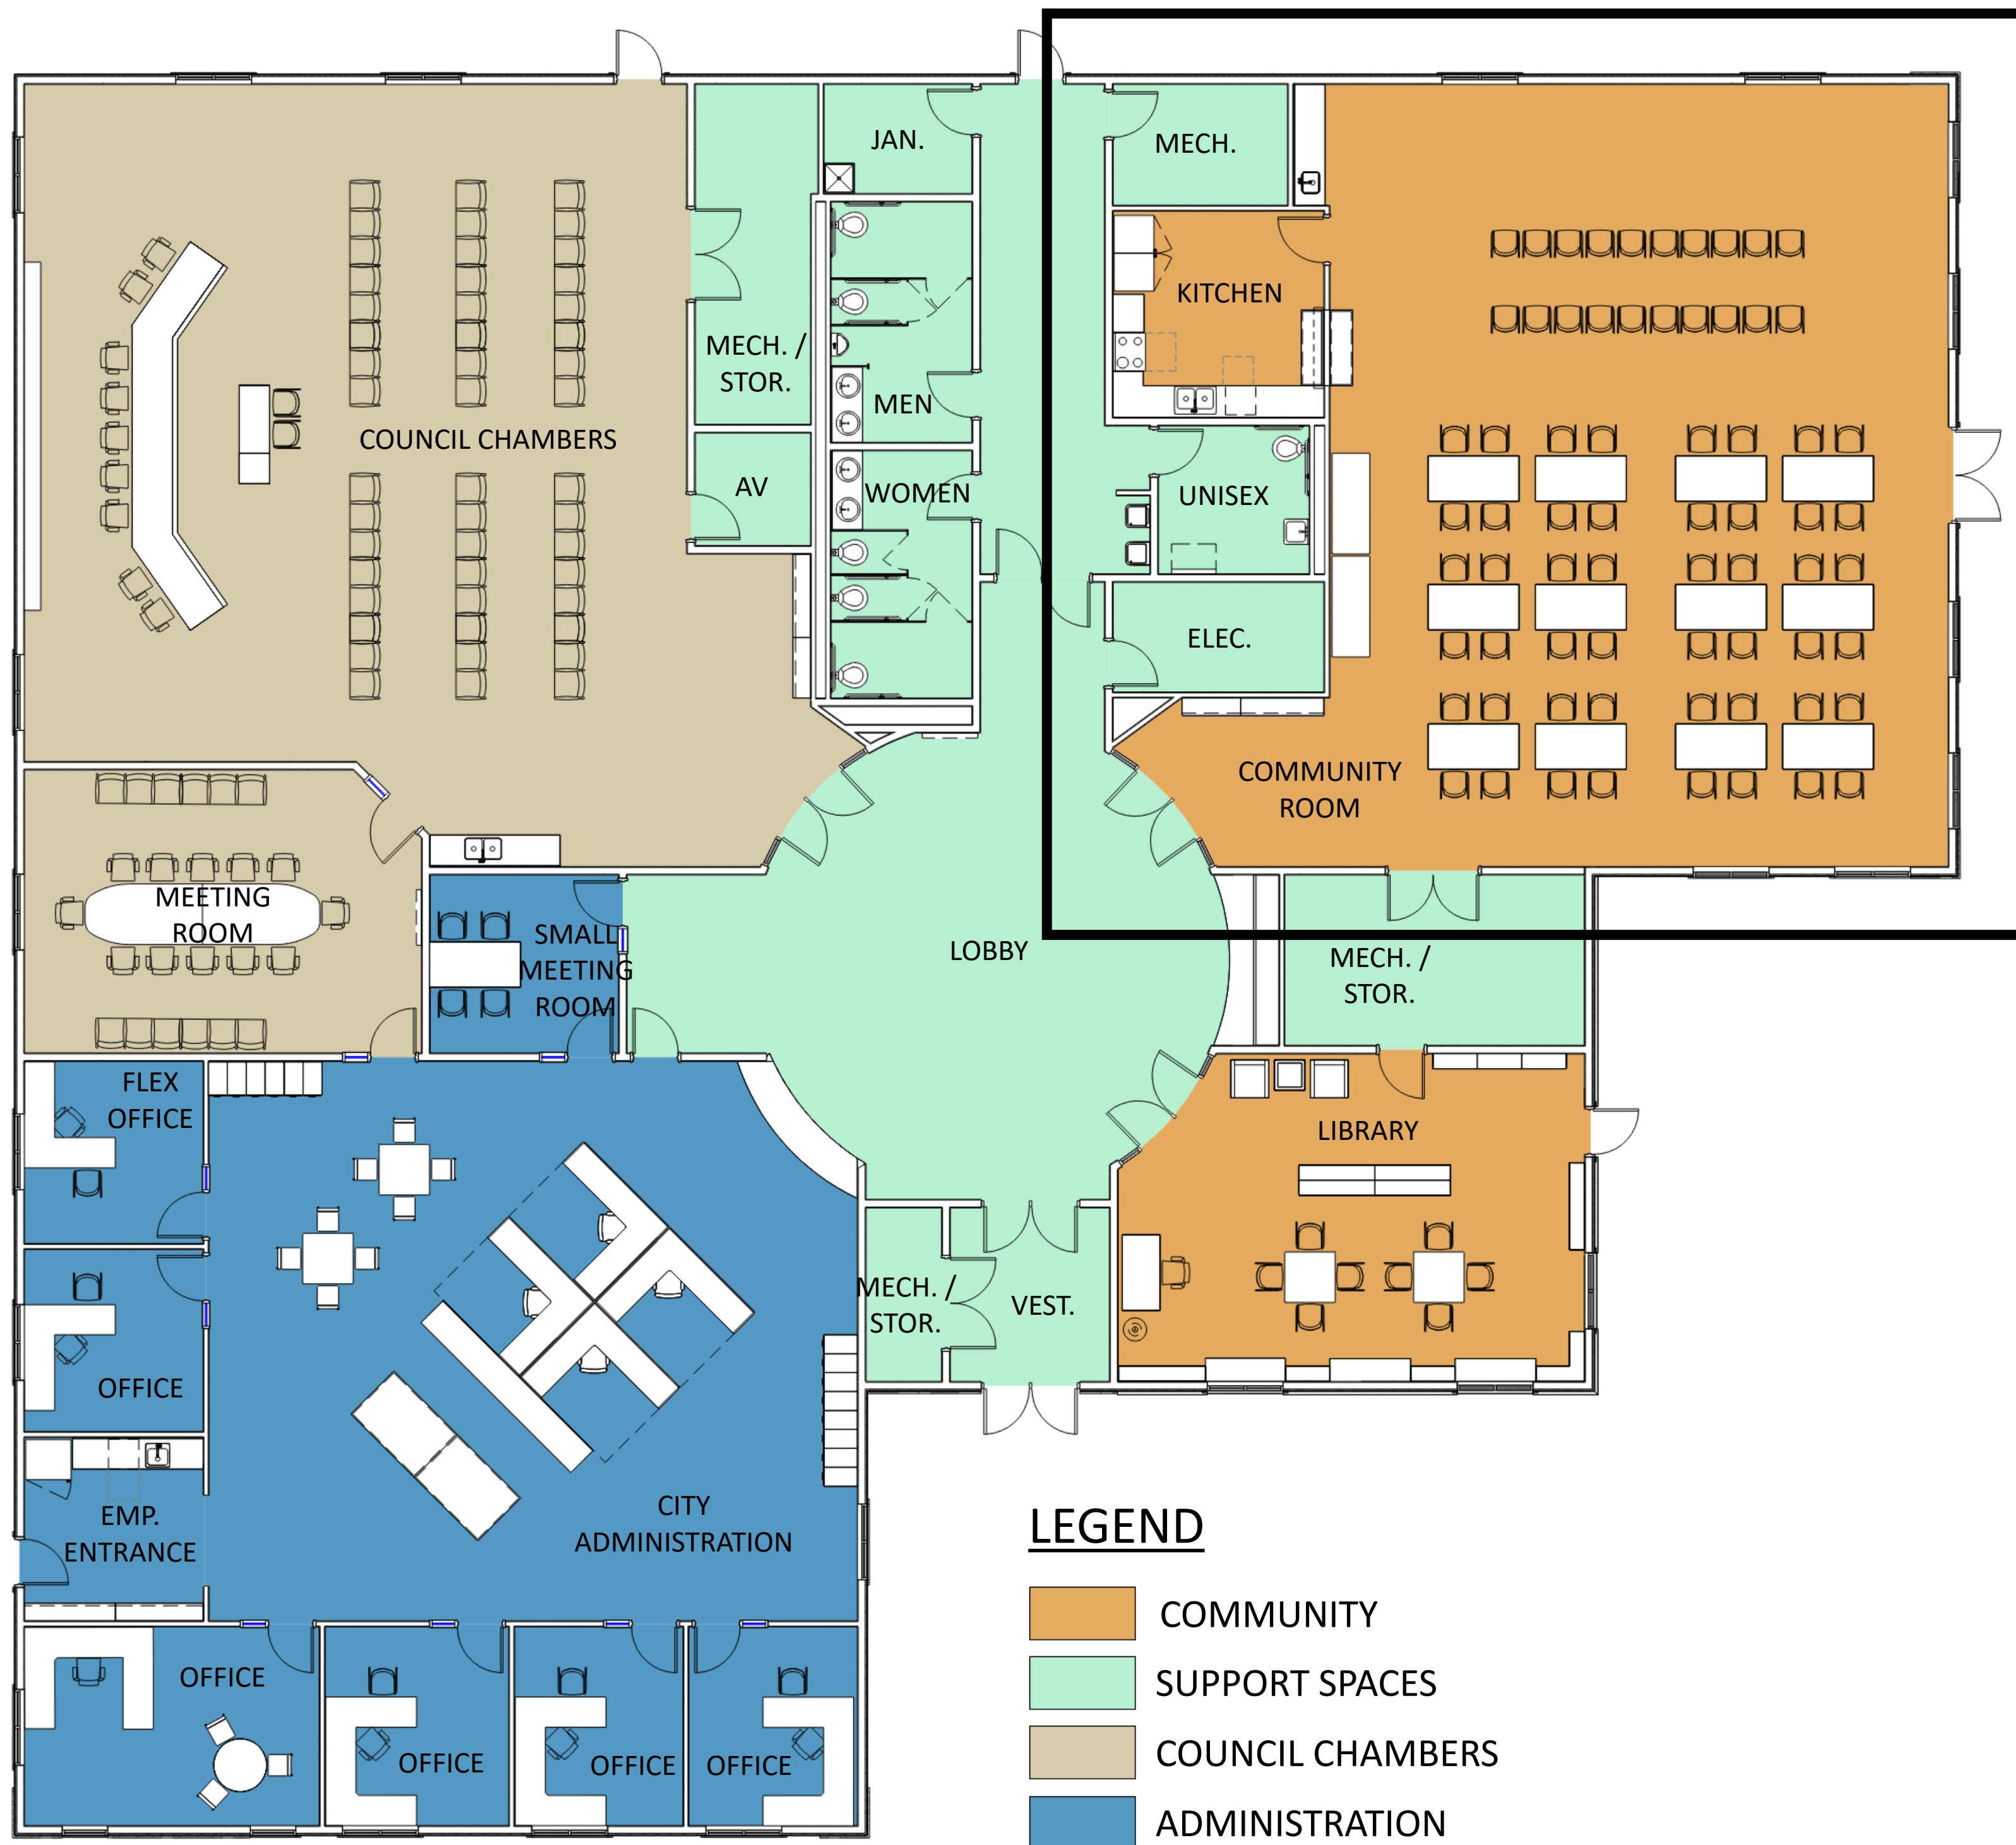 JAN.
MECH.
KITCHEN
MECH. /
STOR.
MEN
COUNCIL CHAMBERS
AV
WOMEN
UNISEX
ELEC.
COMMUNITY
ROOM
MEETING
ROOM
SMALL
MEETING
ROOM
LOBBY
MECH. /
STOR.
FLEX
OFFICE
LIBRARY
MECH. /
STOR.
VEST.
OFFICE
EMP.
ENTRANCE
CITY
ADMINISTRATION
OFFICE
OFFICE
OFFICE
OFFICE
LEGEND
COMMUNITY
SUPPORT SPACES
COUNCIL CHAMBERS
ADMINISTRATION